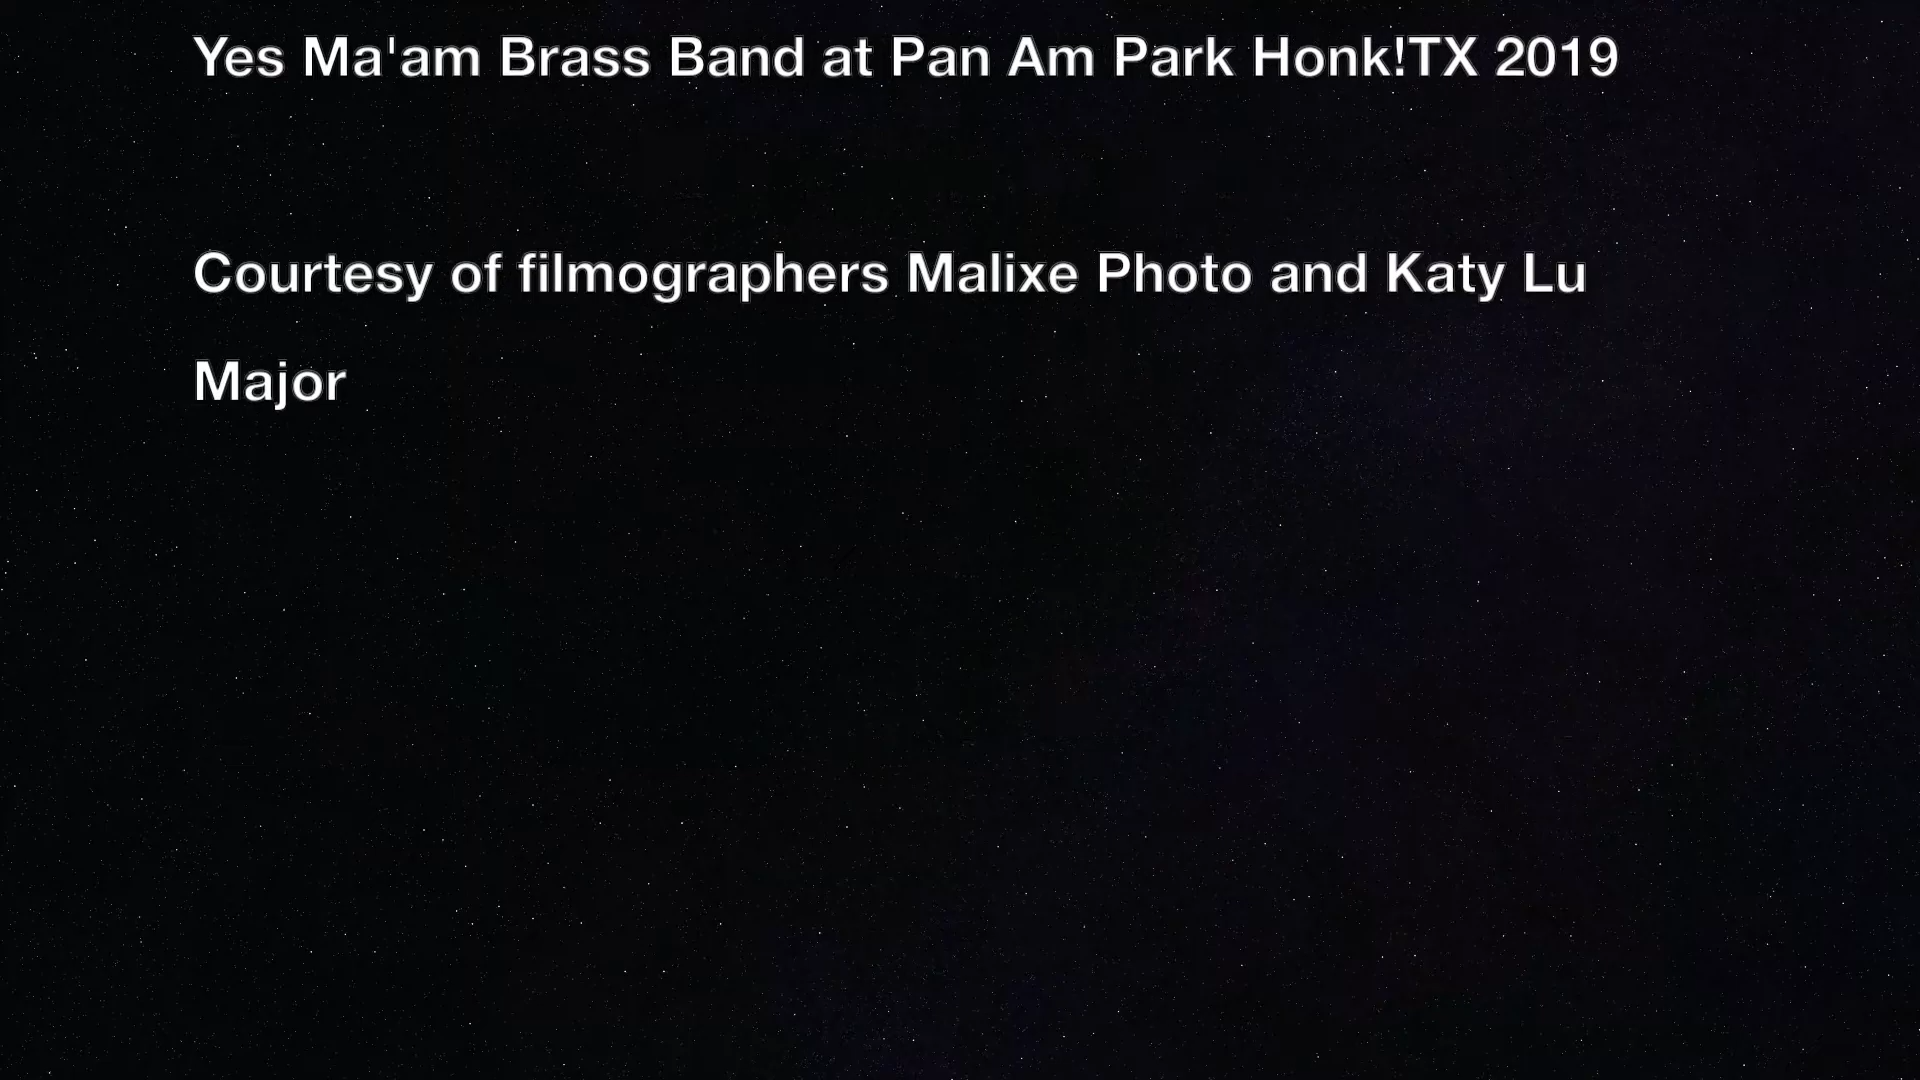 Yes Ma'am Brass Band at Pan Am Park Honk!TX 2019
Courtesy of filmographers Malixe Photo and Katy Lu
Major